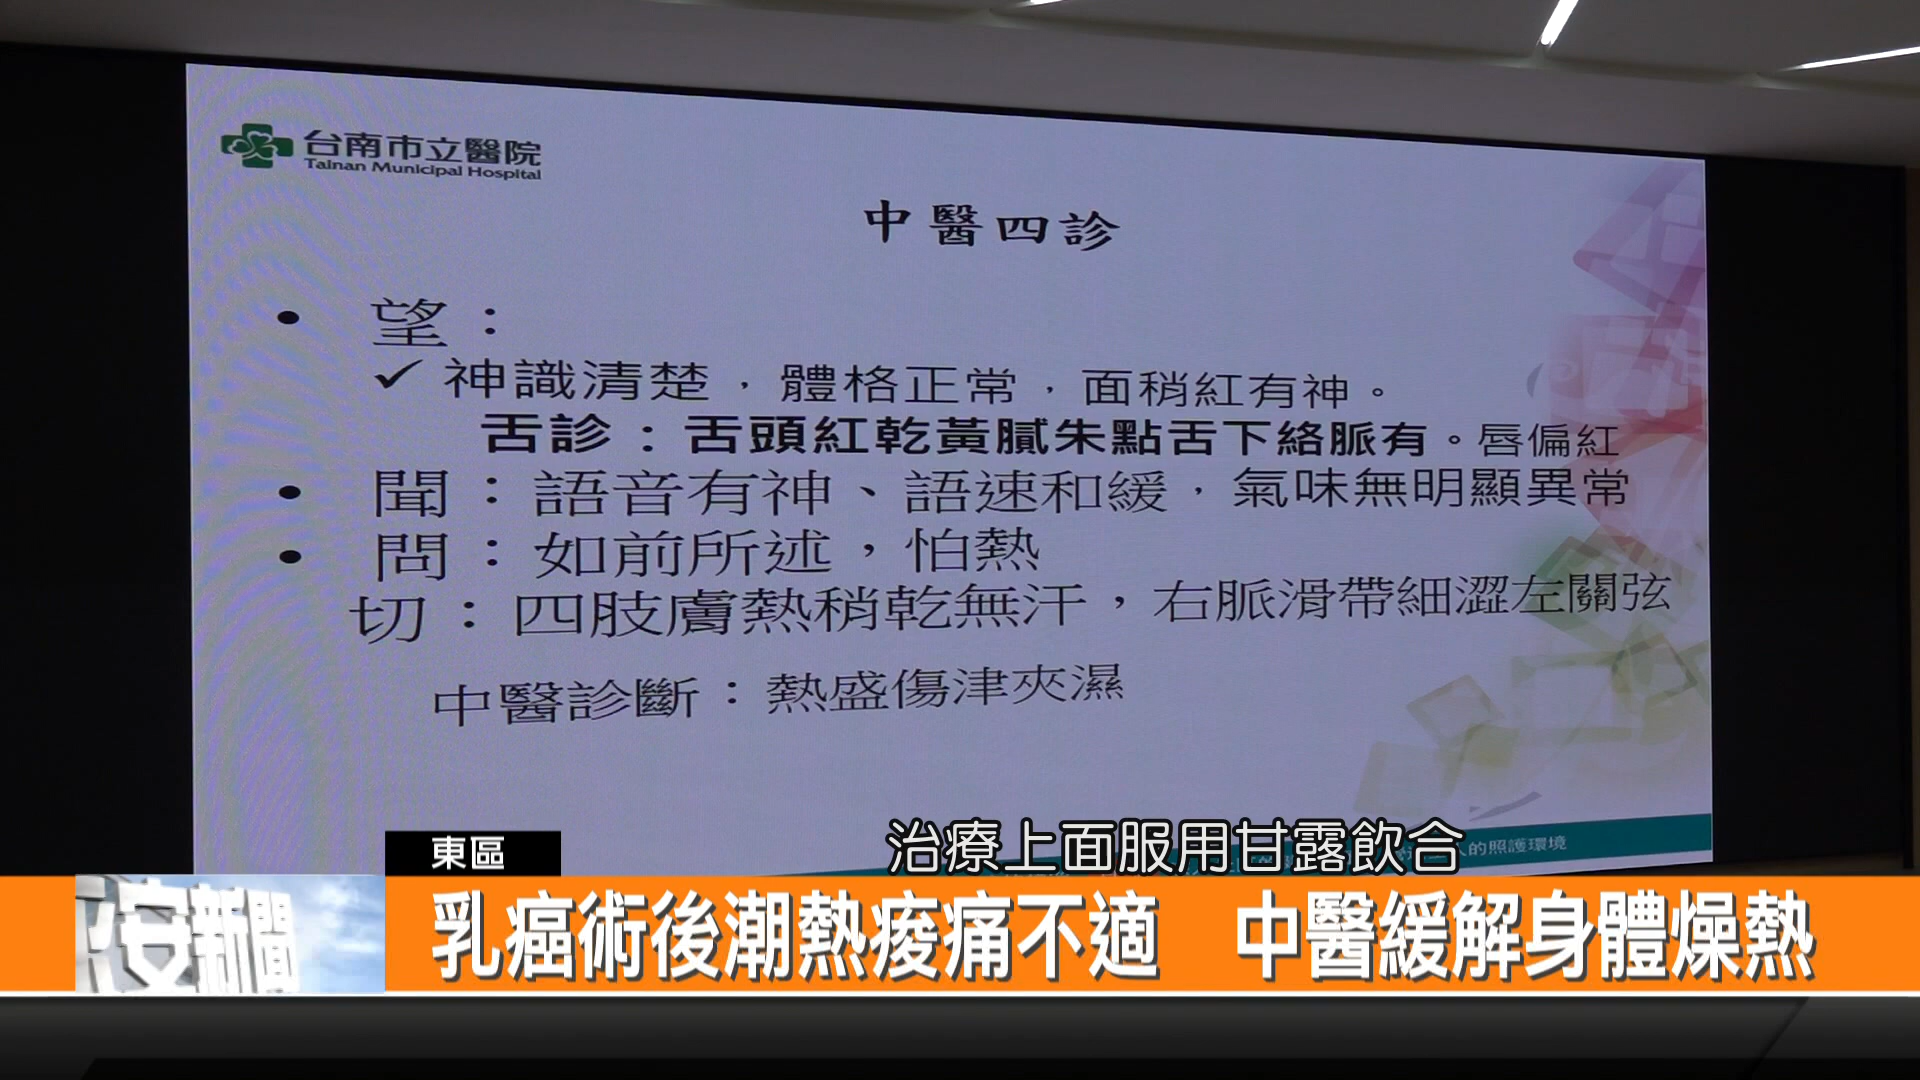 台南市立醫院
Tainan Municipal Hospital
中醫四診
• 望：
✓ 神識清楚，體格正常，面稍紅有神。
舌診：舌頭紅乾黃膩朱點舌下絡脈有。唇偏紅
• 聞：語音有神、語速和緩，氣味無明顯異常
• 問：如前所述，怕熱
切：四肢膚熱稍乾無汗，右脈滑帶細澀左關弦
中醫診斷：熱盛傷津夾濕
人的照護環境
治療上面服用甘露飲合
東區
安新聞
乳癌術後潮熱痠痛不適 中醫緩解身體燥熱